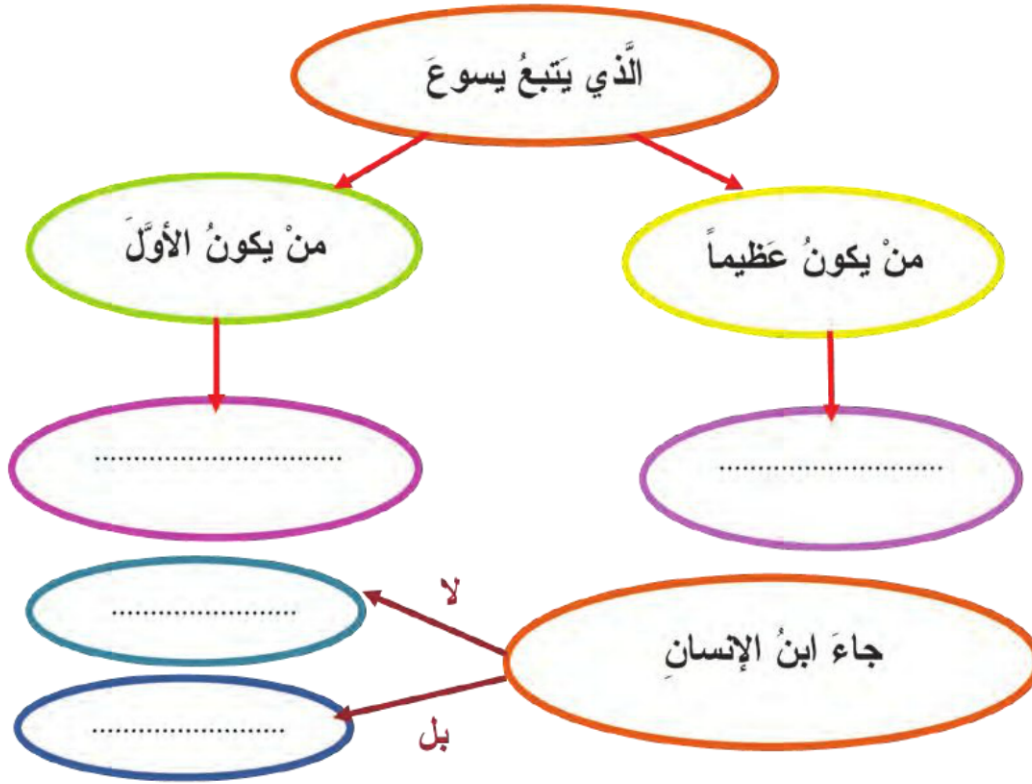 الَّذي يَتبعُ يسوعَ
منْ يكونُ عَظيماً
منْ يكونُ الأوَّلَ
................................
................................
جاءَ ابنُ الإنسانِ
لا
........................
بل
........................